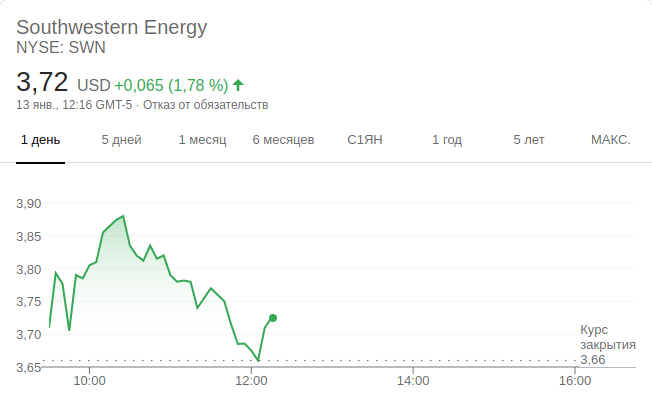 Southwestern Energy
NYSE: SWN
3,72 USD +0,065 (1,78 %)
13 янв., 12:16 GMT-5 · Отказ от обязательств
1 день 5 дней 1 месяц 6 месяцев С1ЯН 1 год 5 лет МАКС.
3,90
3,85
3,80
3,75
3,70
3,65
Курс
закрытия
3,66
10:00 12:00 14:00 16:00